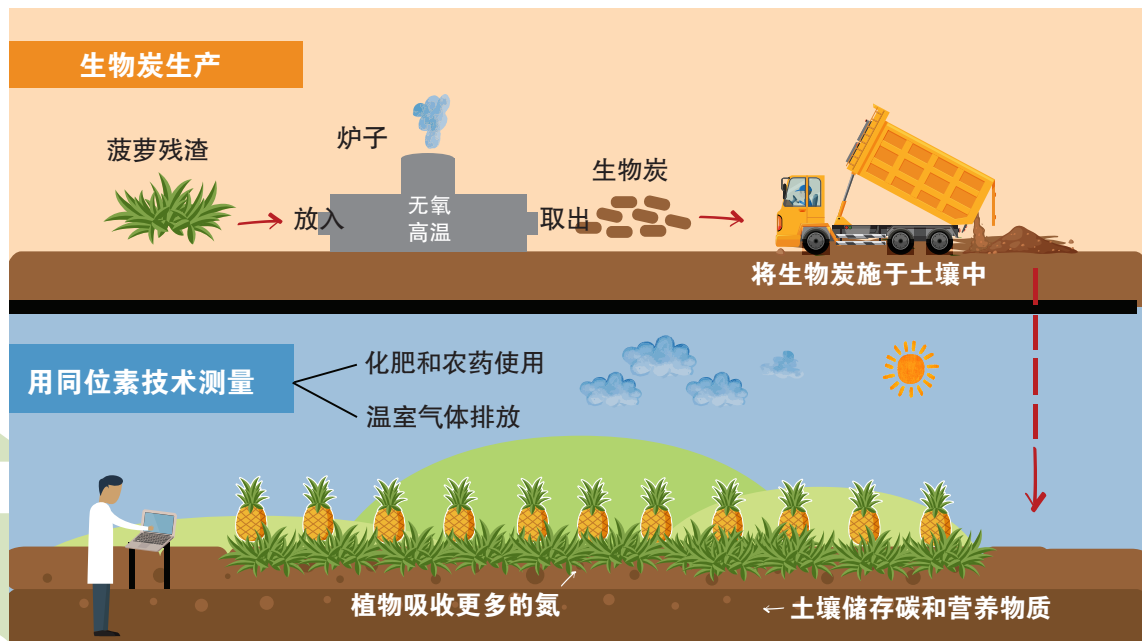 生物炭生产
菠萝残渣
炉子
放入
无氧
高温
取出
生物炭
将生物炭施于土壤中
用同位素技术测量
化肥和农药使用
温室气体排放
植物吸收更多的氮
土壤储存碳和营养物质